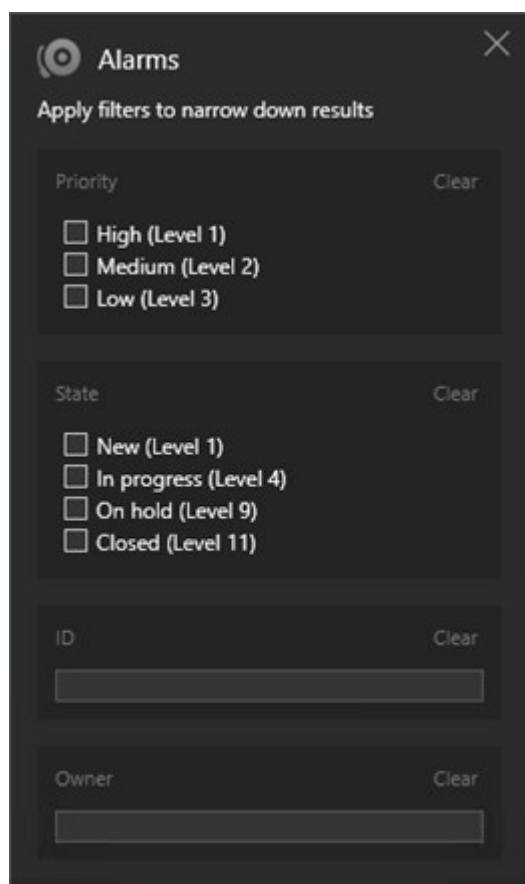 Alarms
Apply filters to narrow down results
Priority Clear
High (Level 1)
Medium (Level 2)
Low (Level 3)
State Clear
New (Level 1)
In progress (Level 4)
On hold (Level 9)
Closed (Level 11)
ID Clear
Owner Clear